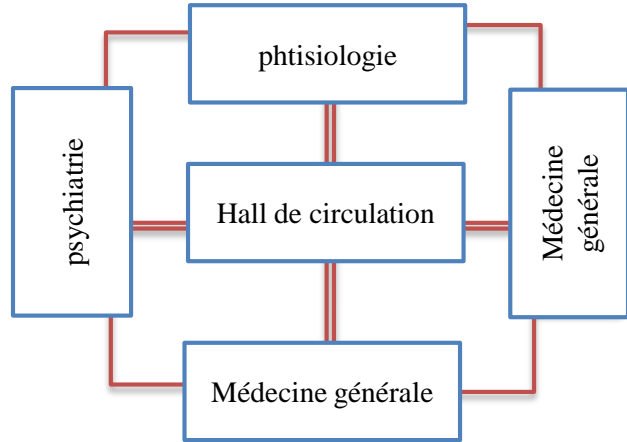 phtisiologie
psychiatrie
Hall de circulation
Médecine
générale
Médecine générale